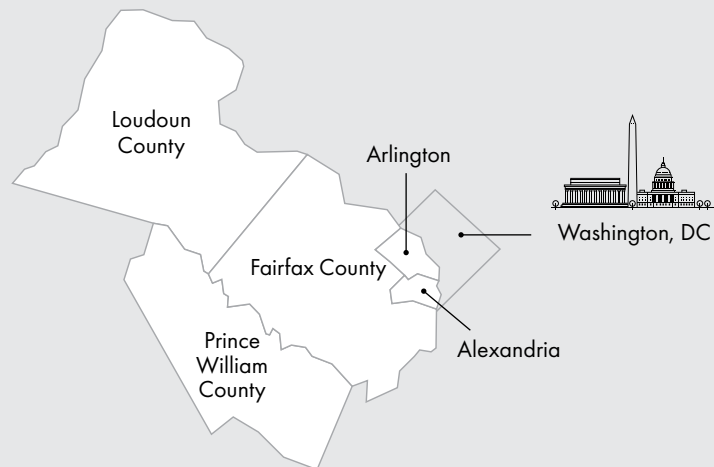 Loudoun
County
Arlington
Washington, DC
Fairfax County
Prince
William
County
Alexandria